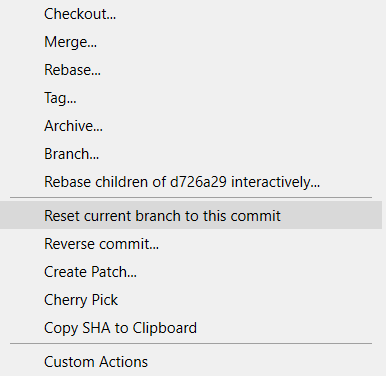 Checkout...
Merge...
Rebase...
Tag...
Archive...
Branch...
Rebase children of d726a29 interactively...
Reset current branch to this commit
Reverse commit...
Create Patch...
Cherry Pick
Copy SHA to Clipboard
Custom Actions